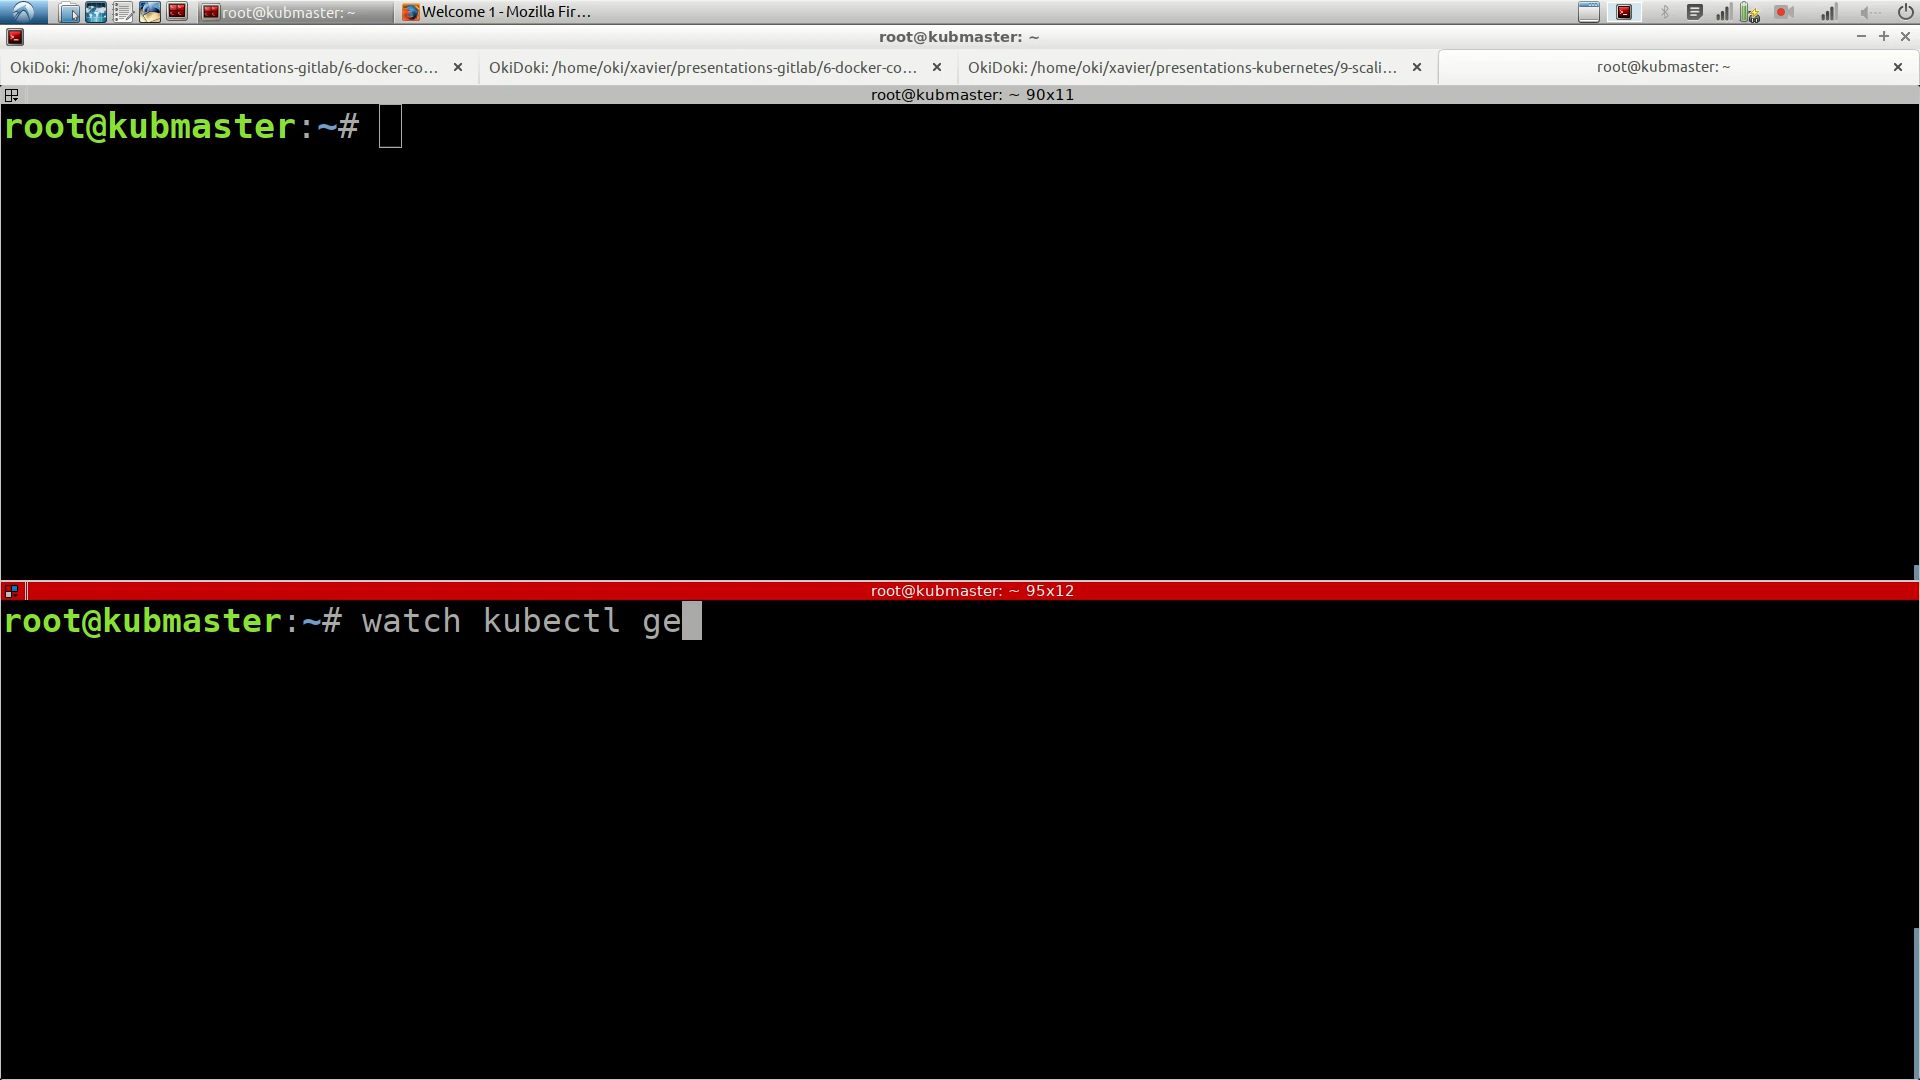 root@kubmaster: ~
Welcome 1 - Mozilla Fir...
root@kubmaster: ~
OkiDoki: /home/oki/xavier/presentations-gitlab/6-docker-co...
OkiDoki: /home/oki/xavier/presentations-gitlab/6-docker-co...
OkiDoki: /home/oki/xavier/presentations-kubernetes/9-scali...
root@kubmaster: ~
root@kubmaster: ~ 90x11
root@kubmaster:~#
root@kubmaster: ~ 95x12
root@kubmaster:~# watch kubectl ge